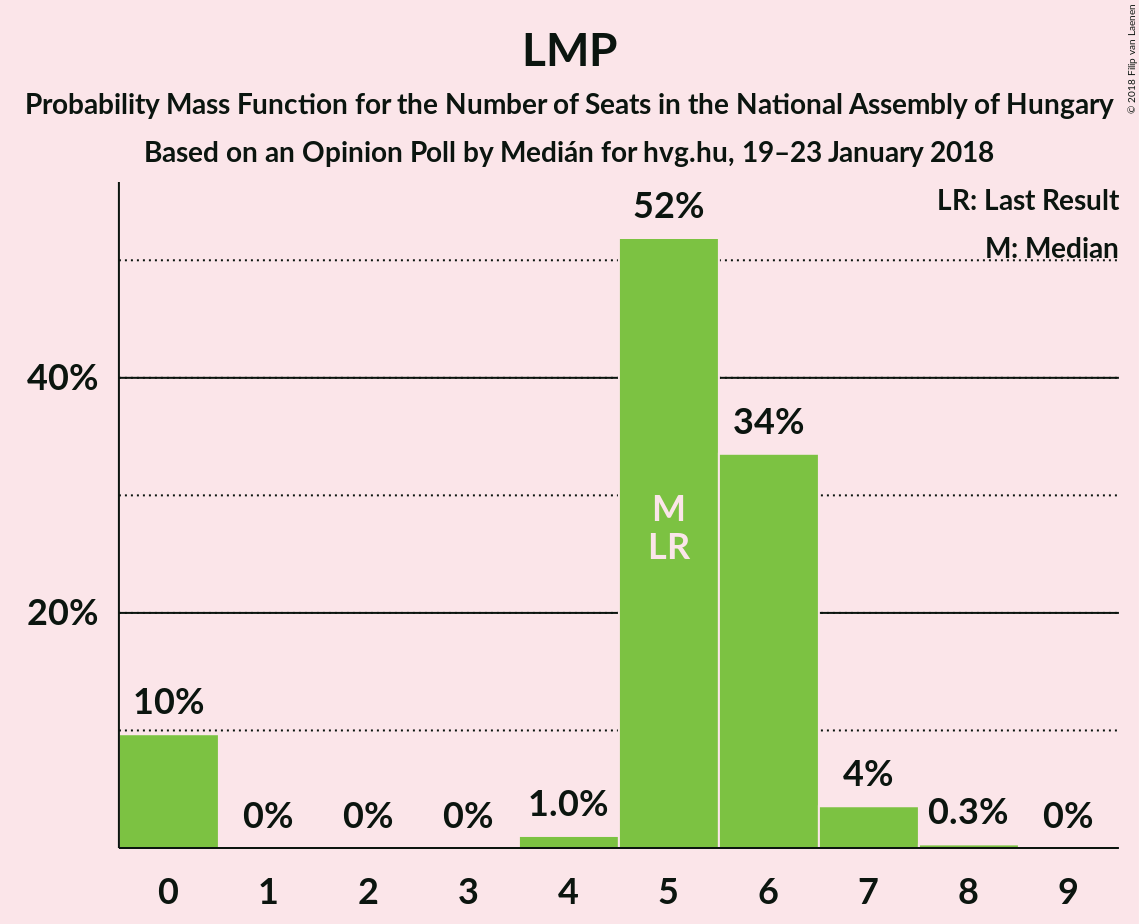 LMP
Probability Mass Function for the Number of Seats in the National Assembly of Hungary
Based on an Opinion Poll by Medián for hvg.hu, 19–23 January 2018
© 2018 Filip van Laenen
LR: Last Result
M: Median
52%
40%
34%
M
LR
20%
10%
0%
0%
0%
1.0%
4%
0.3%
0%
0 1 2 3 4 5 6 7 8 9